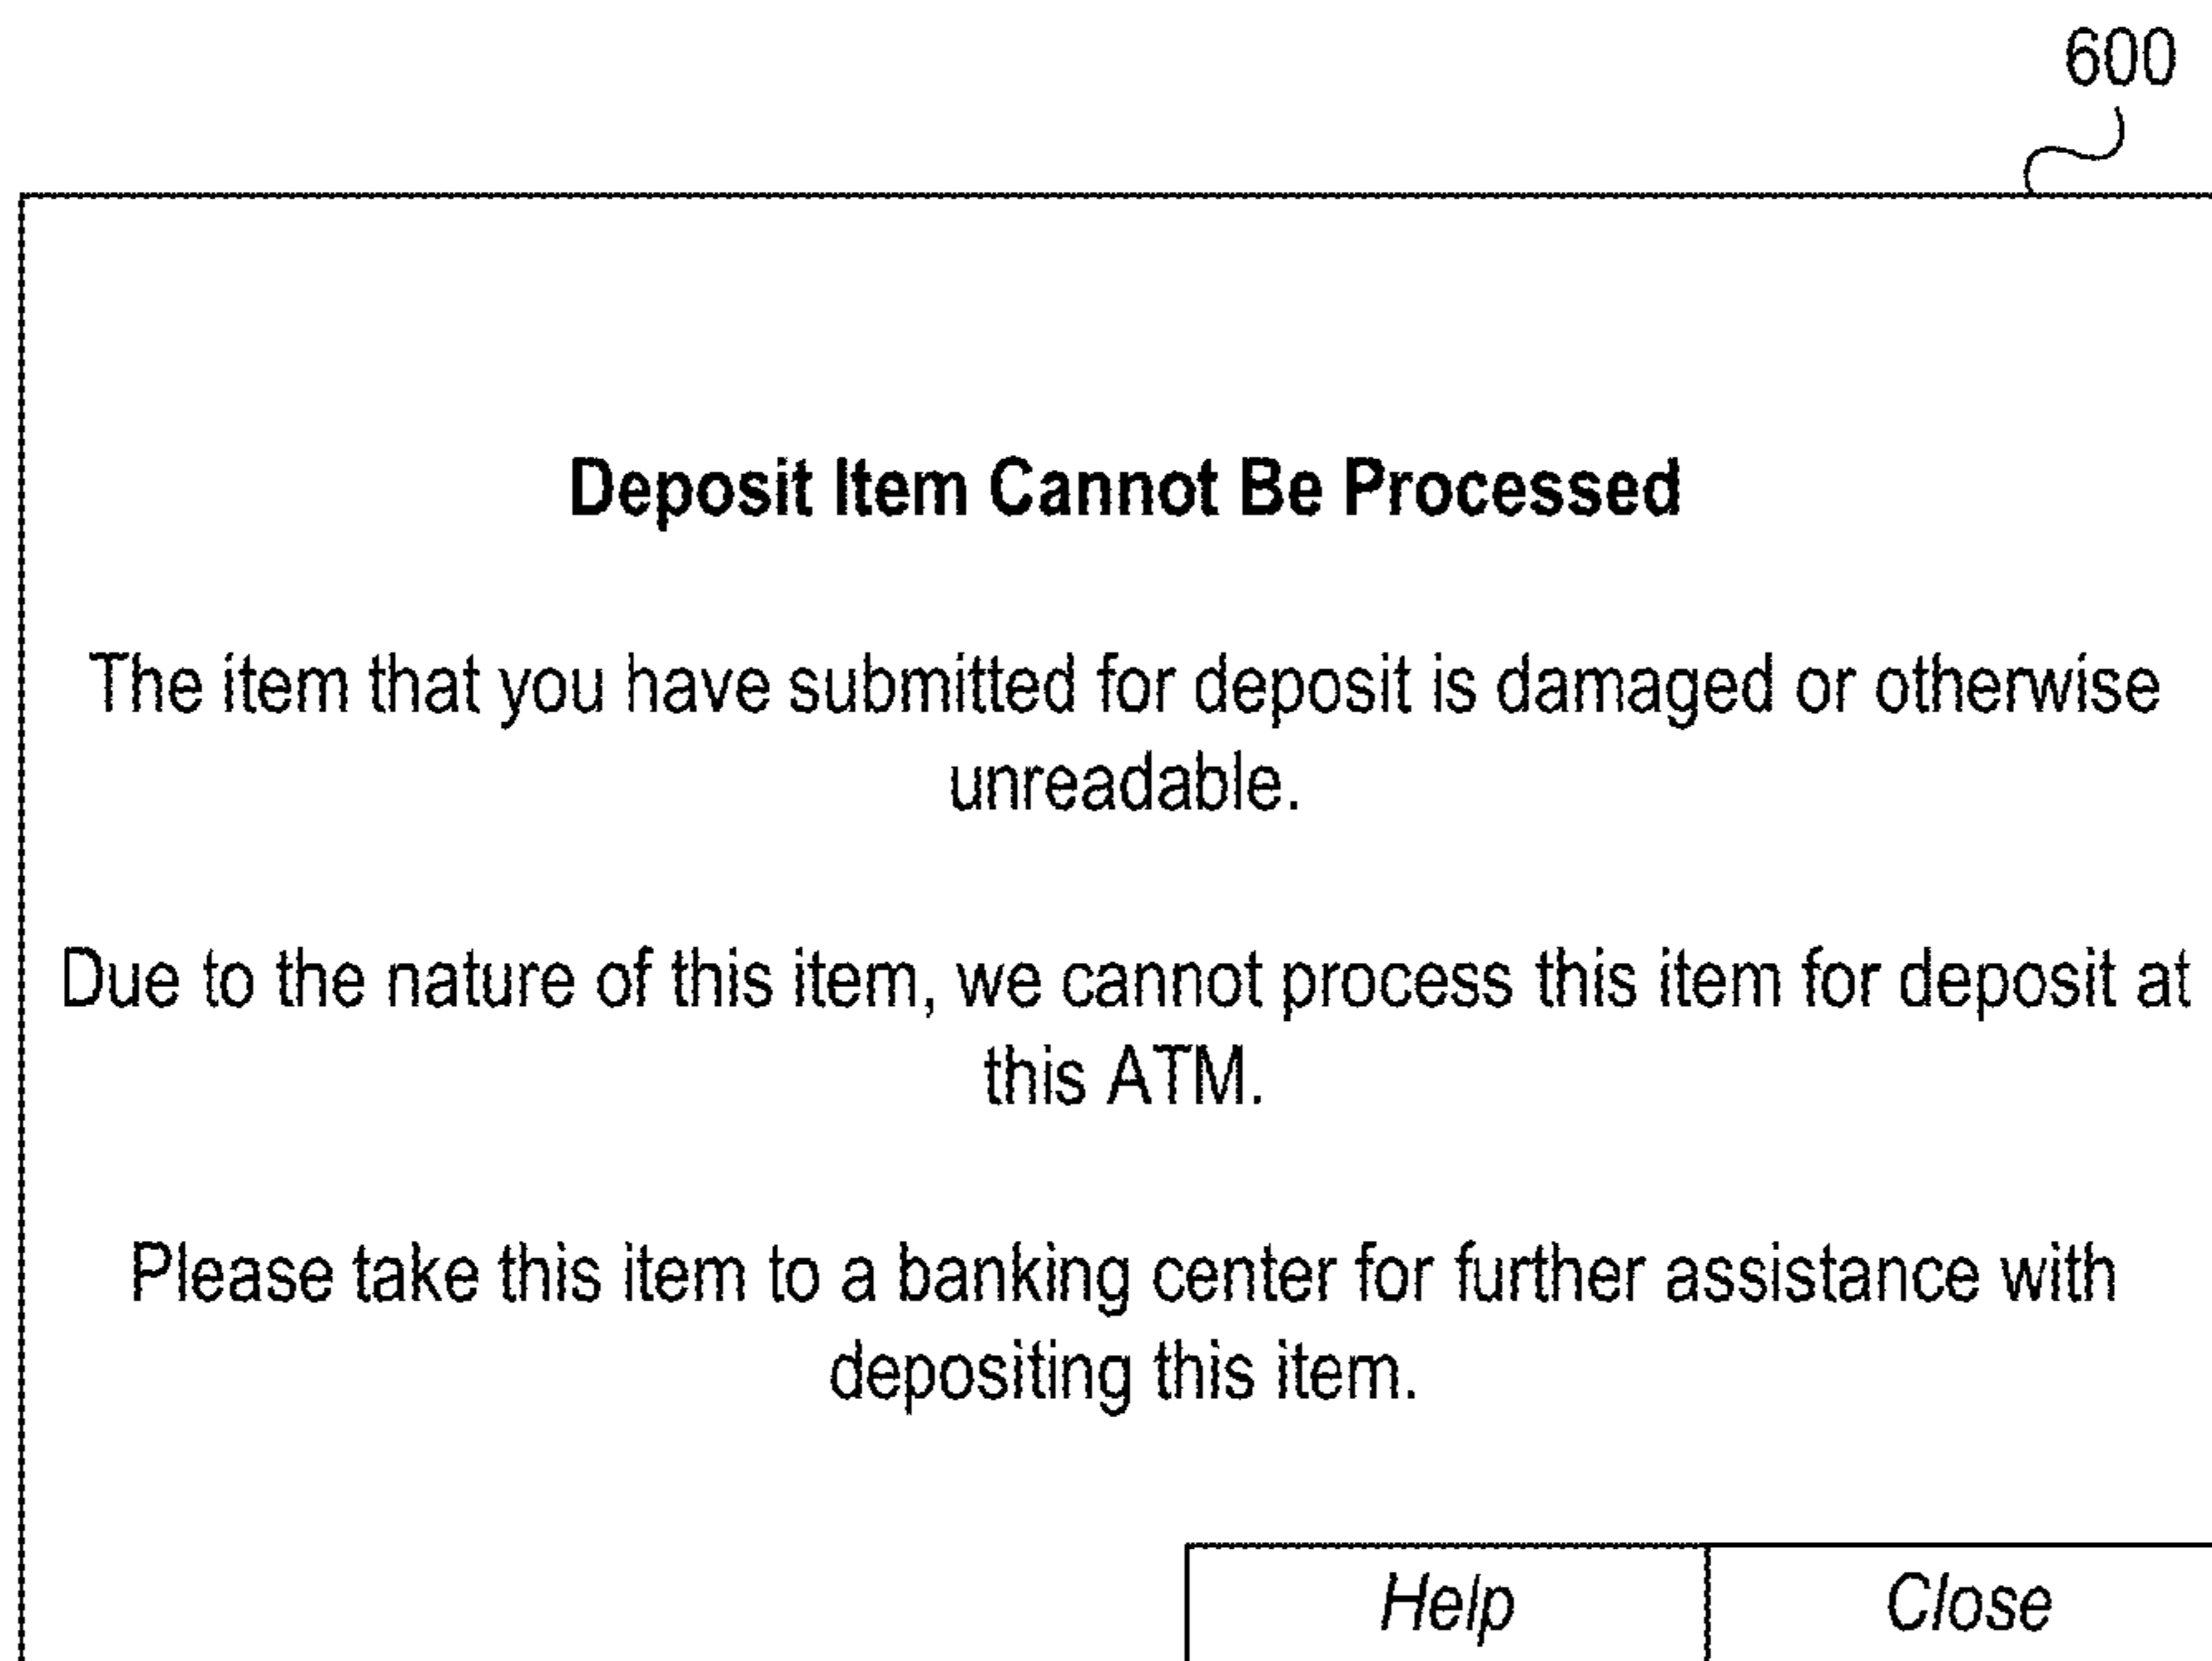 600
Deposit Item Cannot Be Processed
The item that you have submitted for deposit is damaged or otherwise
unreadable.
Due to the nature of this item, we cannot process this item for deposit at
this ATM.
Please take this item to a banking center for further assistance with
depositing this item.
Help
Close